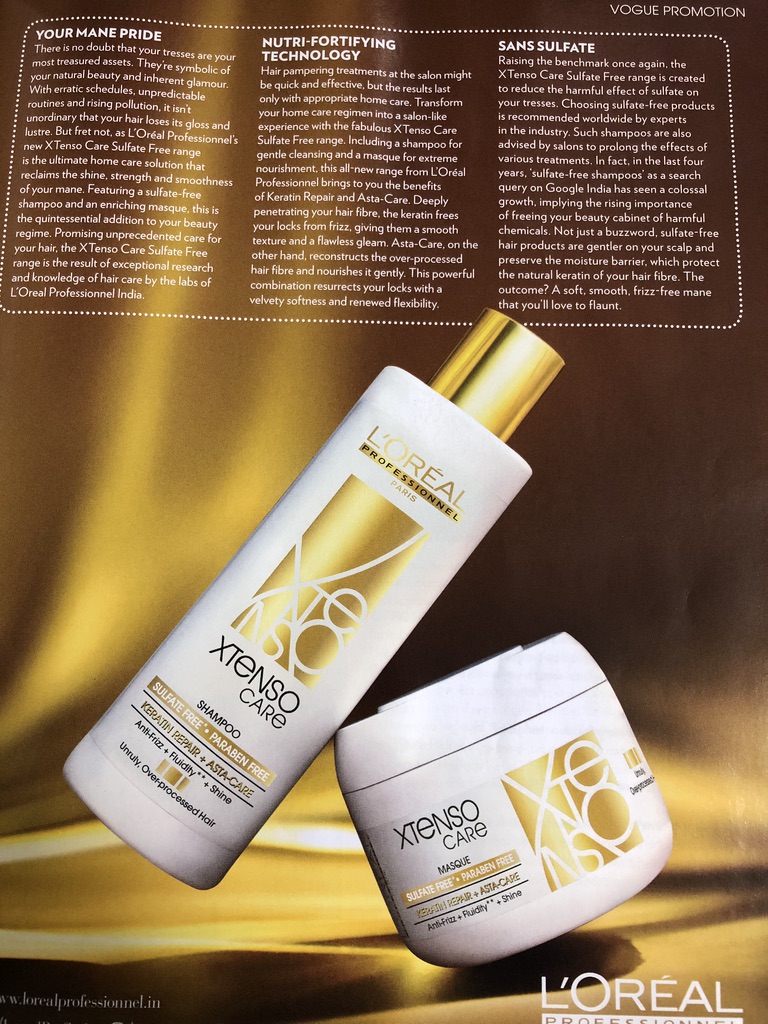 VOGUE PROMOTION
YOUR MANE PRIDE
There is no doubt that your tresses are your
most treasured assets. They're symbolic of
your natural beauty and inherent glamour.
With erratic schedules, unpredictable
routines and rising pollution, it isn't
unordinary that your hair loses its gloss and
lustre. But fret not, as L'Oréal Professionnel's
new XTenso Care Sulfate Free range
is the ultimate home care solution that
reclaims the shine, strength and smoothness
of your mane. Featuring a sulfate-free
shampoo and an enriching masque, this is
the quintessential addition to your beauty
regime. Promising unprecedented care for
your hair, the XTenso Care Sulfate Free
range is the result of exceptional research
and knowledge of hair care by the labs of
L'Oreal Professionnel India.
NUTRI-FORTIFYING
TECHNOLOGY
Hair pampering treatments at the salon might
be quick and effective, but the results last
only with appropriate home care. Transform
your home care regimen into a salon-like
experience with the fabulous XTenso Care
Sulfate Free range. Including a shampoo for
gentle cleansing and a masque for extreme
nourishment, this all-new range from L'Oréal
Professionnel brings to you the benefits
of Keratin Repair and Asta-Care. Deeply
penetrating your hair fibre, the keratin frees
your locks from frizz, giving them a smooth
texture and a flawless gleam. Asta-Care, on the
other hand, reconstructs the over-processed
hair fibre and nourishes it gently. This powerful
combination resurrects your locks with a
velvety softness and renewed flexibility.
SANS SULFATE
Raising the benchmark once again, the
XTenso Care Sulfate Free range is created
to reduce the harmful effect of sulfate on
your tresses. Choosing sulfate-free products
is recommended worldwide by experts
in the industry. Such shampoos are also
advised by salons to prolong the effects of
various treatments. In fact, in the last four
years, 'sulfate-free shampoos' as a search
query on Google India has seen a colossal
growth, implying the rising importance
of freeing your beauty cabinet of harmful
chemicals. Not just a buzzword, sulfate-free
hair products are gentler on your scalp and
preserve the moisture barrier, which protect
the natural keratin of your hair fibre. The
outcome? A soft, smooth, frizz-free mane
that you'll love to flaunt.
L'ORÉAL
PROFESSIONNEL
PARIS
XTE
NSO
XTENSO
CARE
SHAMPOO
SULFATE FREE* • PARABEN FREE
KERATIN REPAIR + ASTA-CARE
Anti-Frizz + Fluidity** + Shine
Unruly, Over-processed Hair
XTE
NSO
XTENSO
CARE
MASQUE
SULFATE FREE* • PARABEN FREE
KERATIN REPAIR + ASTA-CARE
Anti-Frizz + Fluidity** + Shine
Unruly
Over-processed
www.lorealprofessionnel.in
L'ORÉAL
PROFESSIONNEL